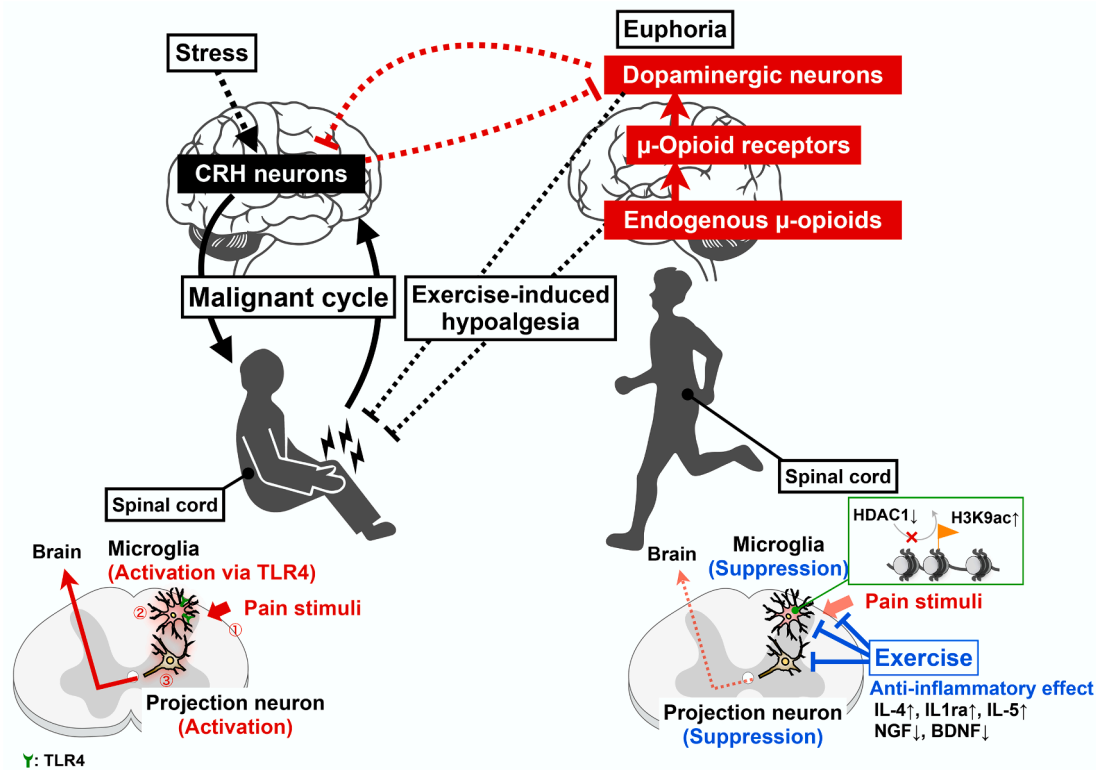 Stress
CRH neurons
Malignant cycle
Euphoria
Dopaminergic neurons
μ-Opioid receptors
Endogenous μ-opioids
Exercise-induced
hypoalgesia
Spinal cord
Spinal cord
Brain
Microglia
(Activation via TLR4)
Pain stimuli
①
②
③
Projection neuron
(Activation)
: TLR4
Brain
Microglia
(Suppression)
HDAC1↓
H3K9ac↑
Pain stimuli
Exercise
Anti-inflammatory effect
IL-4↑, IL1ra↑, IL-5↑
NGF↓, BDNF↓
Projection neuron
(Suppression)